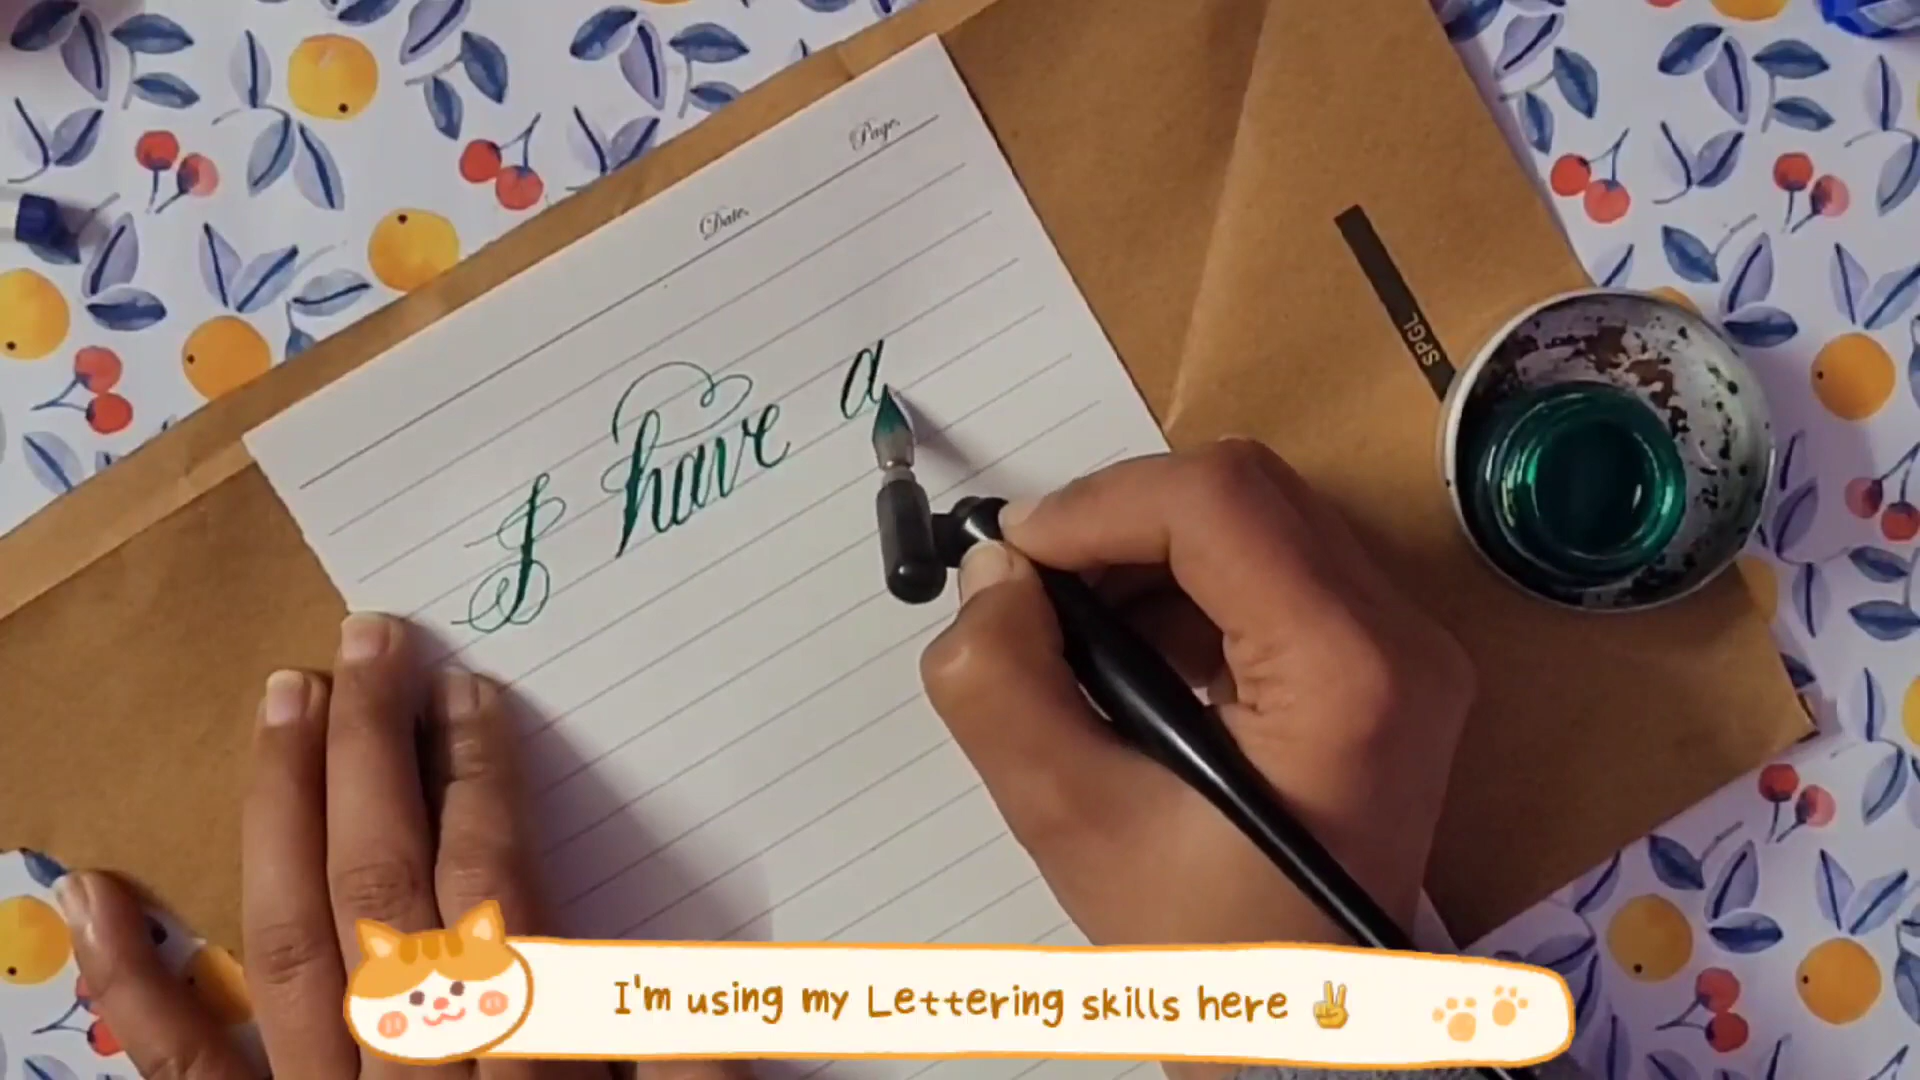 Page.
Date.
I have a
SPGL
I'm using my Lettering skills here ✌